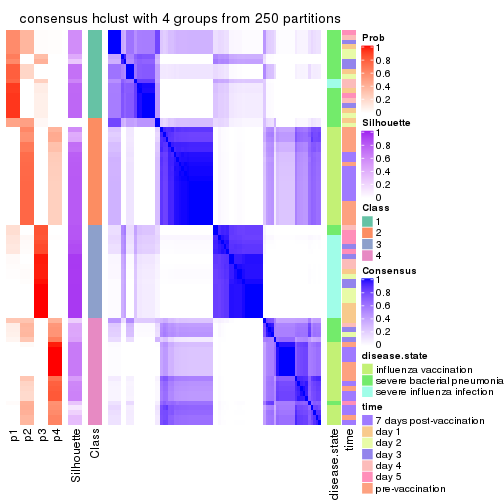 consensus hclust with 4 groups from 250 partitions
Prob
1
0.8
0.6
0.4
0.2
0
Silhouette
1
0.8
0.6
0.4
0.2
0
Class
1
2
3
4
Consensus
1
0.8
0.6
0.4
0.2
0
disease.state
influenza vaccination
severe bacterial pneumonia
severe influenza infection
time
7 days post-vaccination
day 1
day 2
day 3
day 4
day 5
pre-vaccination
p1
p2
p3
p4
Silhouette
Class
disease.state
time